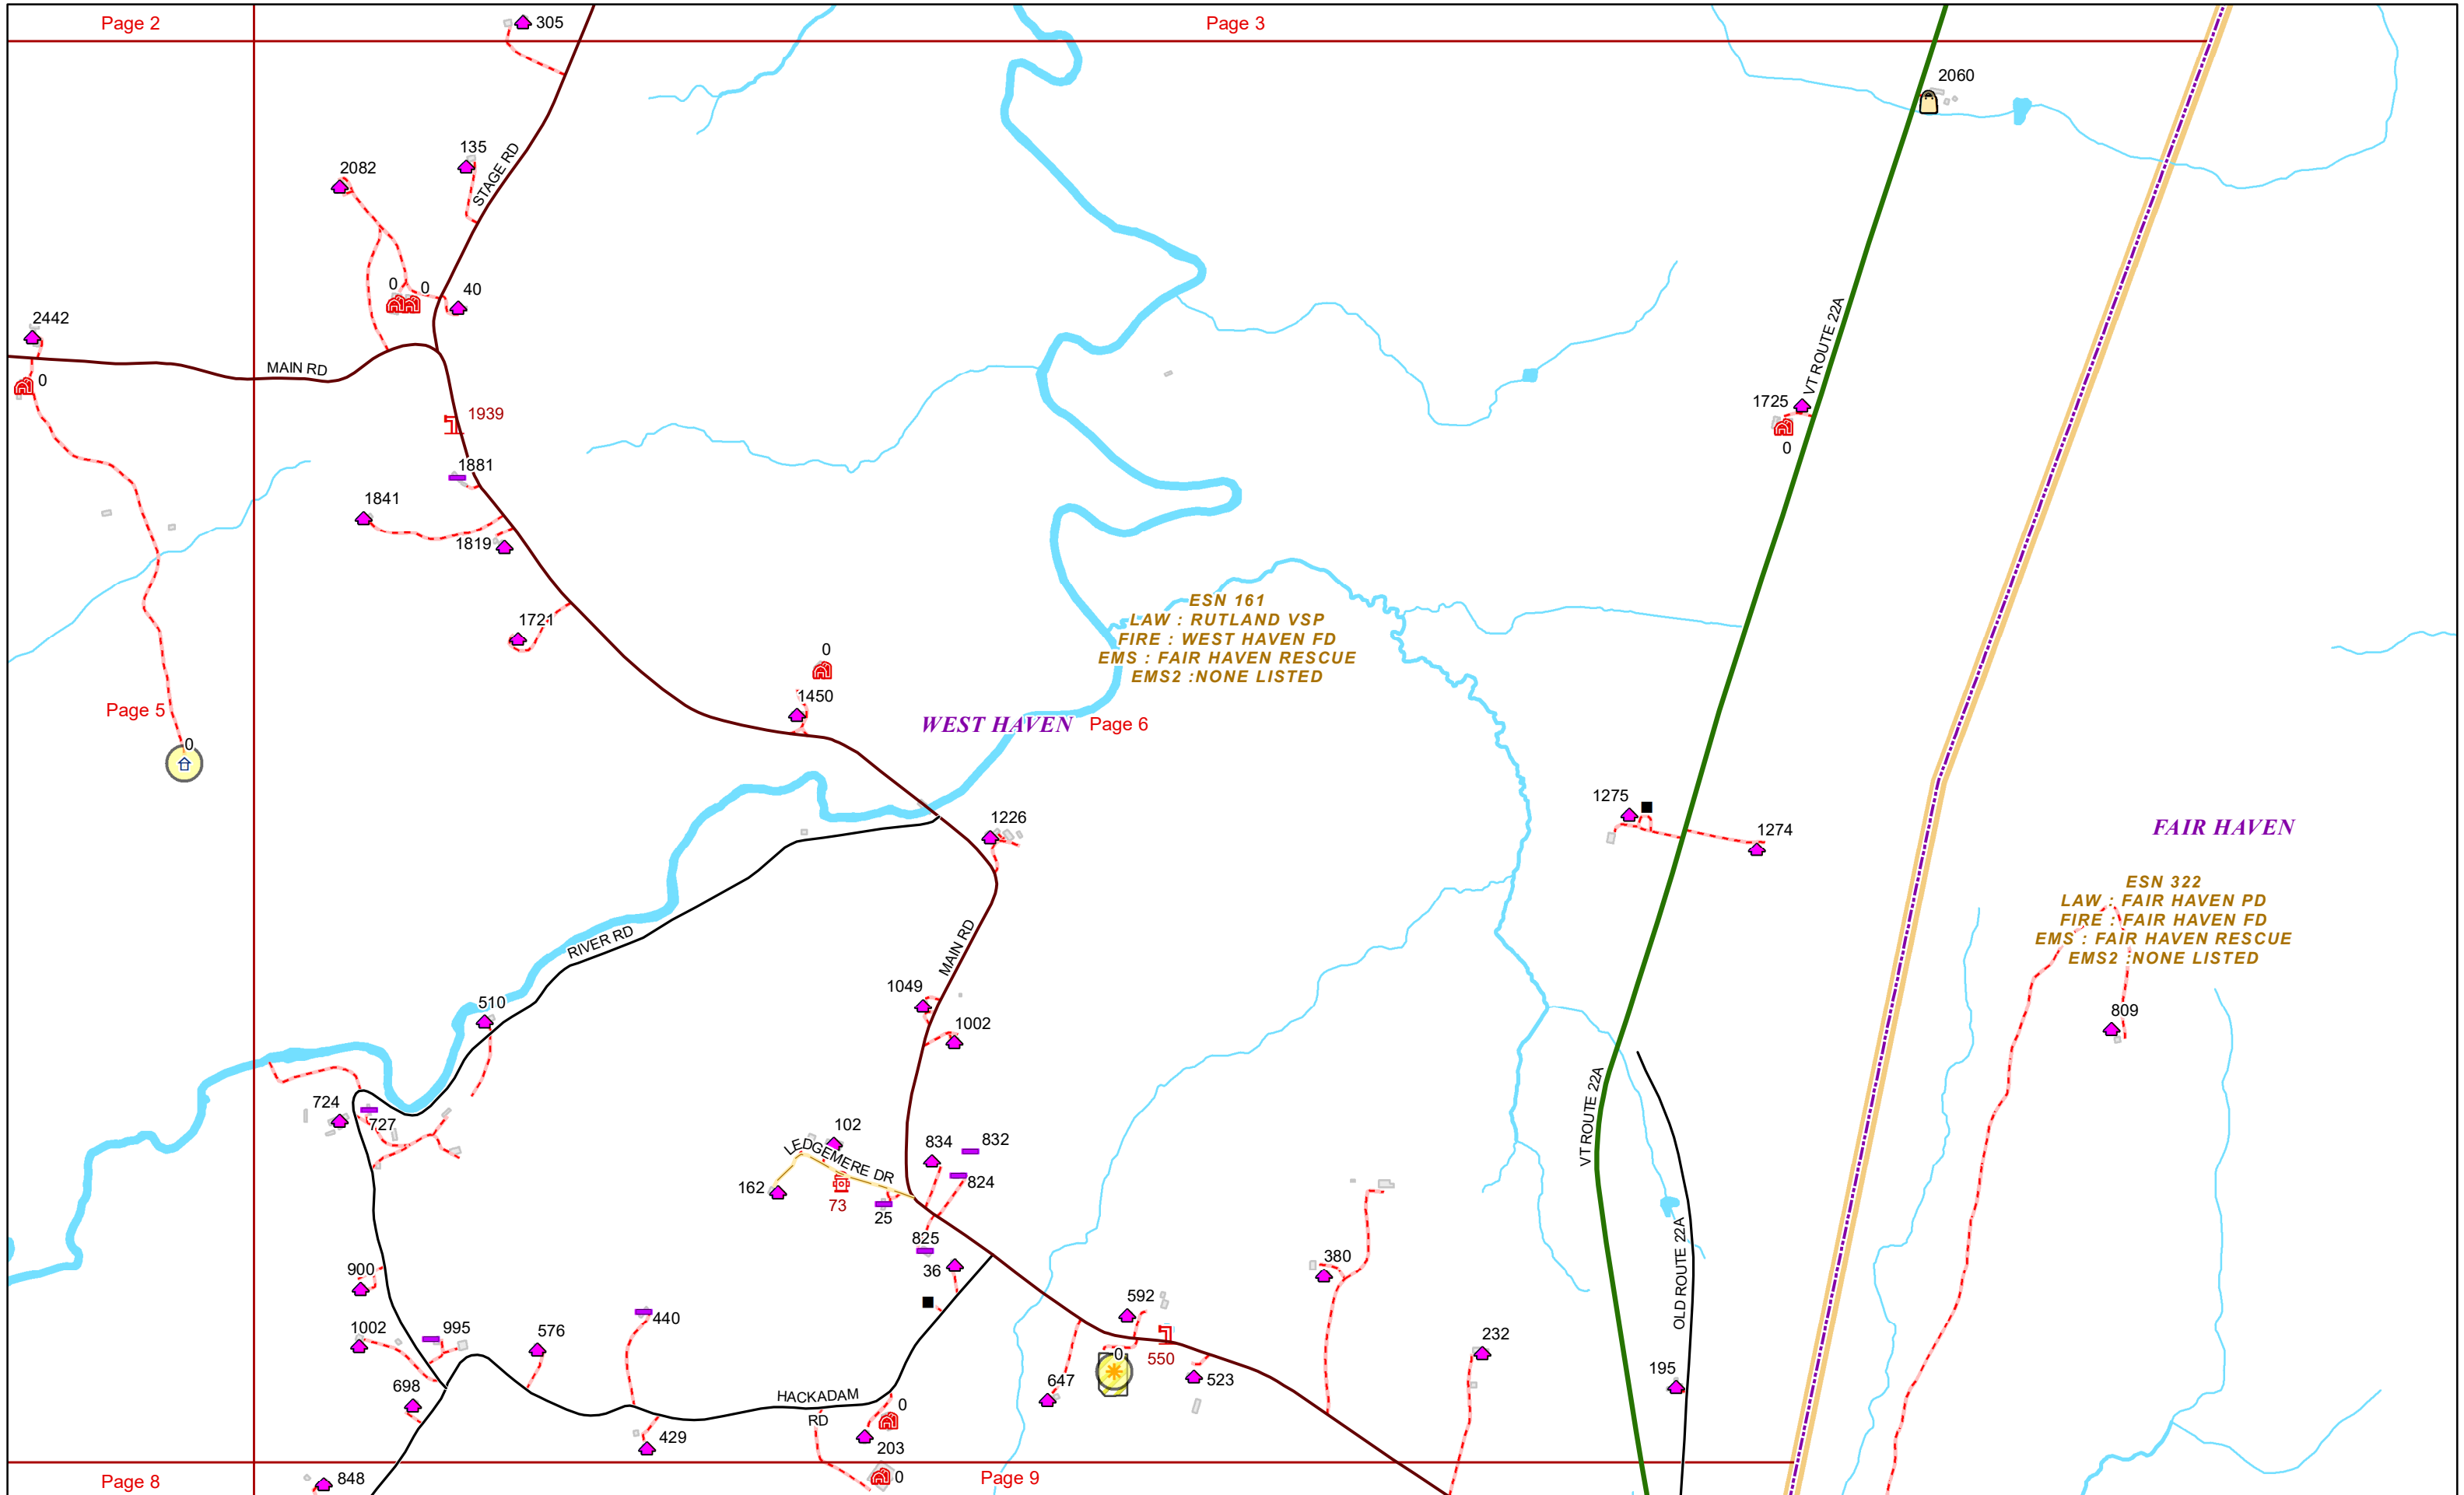 Page 2
305
Page 3
2060
135
STAGE RD
2082
0
0
40
2442
VT ROUTE 22A
MAIN RD
0
1725
1939
0
1881
1841
1819
ESN 161
LAW : RUTLAND VSP
FIRE : WEST HAVEN FD
EMS : FAIR HAVEN RESCUE
EMS2 :NONE LISTED
1721
0
1450
Page 5
WEST HAVEN
Page 6
0
1275
1226
1274
FAIR HAVEN
ESN 322
LAW : FAIR HAVEN PD
FIRE : FAIR HAVEN FD
EMS : FAIR HAVEN RESCUE
EMS2 :NONE LISTED
RIVER RD
MAIN RD
1049
510
809
1002
724
727
VT ROUTE 22A
102
834
832
LEDGEMERE DR
162
824
73
25
825
36
900
380
OLD ROUTE 22A
592
440
1002
995
576
0
550
232
195
647
523
698
HACKADAM
RD
0
429
203
848
0
Page 8
Page 9